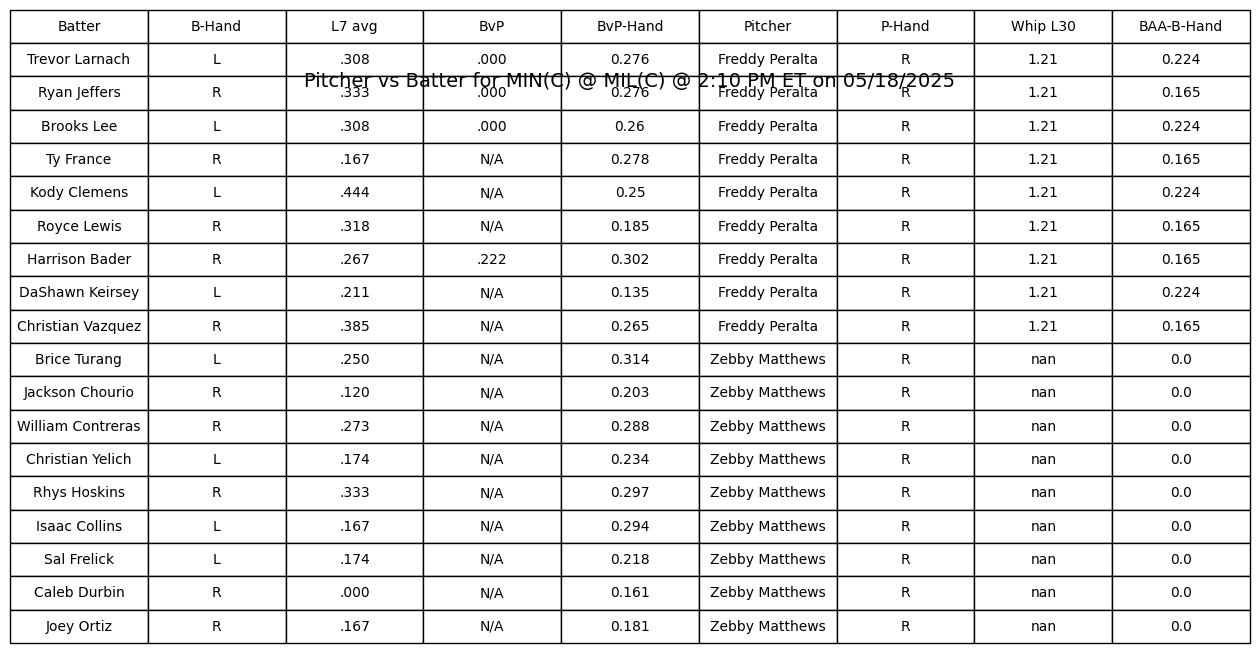 Batter B-Hand L7 avg BvP BvP-Hand Pitcher P-Hand Whip L30 BAA-B-Hand
Trevor Larnach L .308 .000 0.276 Freddy Peralta R 1.21 0.224
Pitcher vs Batter for MIN(C) @ MIL(C) @ 2:10 PM ET on 05/18/2025
Ryan Jeffers R .333 .000 0.276 Freddy Peralta R 1.21 0.165
Brooks Lee L .308 .000 0.26 Freddy Peralta R 1.21 0.224
Ty France R .167 N/A 0.278 Freddy Peralta R 1.21 0.165
Kody Clemens L .444 N/A 0.25 Freddy Peralta R 1.21 0.224
Royce Lewis R .318 N/A 0.185 Freddy Peralta R 1.21 0.165
Harrison Bader R .267 .222 0.302 Freddy Peralta R 1.21 0.165
DaShawn Keirsey L .211 N/A 0.135 Freddy Peralta R 1.21 0.224
Christian Vazquez R .385 N/A 0.265 Freddy Peralta R 1.21 0.165
Brice Turang L .250 N/A 0.314 Zebby Matthews R nan 0.0
Jackson Chourio R .120 N/A 0.203 Zebby Matthews R nan 0.0
William Contreras R .273 N/A 0.288 Zebby Matthews R nan 0.0
Christian Yelich L .174 N/A 0.234 Zebby Matthews R nan 0.0
Rhys Hoskins R .333 N/A 0.297 Zebby Matthews R nan 0.0
Isaac Collins L .167 N/A 0.294 Zebby Matthews R nan 0.0
Sal Frelick L .174 N/A 0.218 Zebby Matthews R nan 0.0
Caleb Durbin R .000 N/A 0.161 Zebby Matthews R nan 0.0
Joey Ortiz R .167 N/A 0.181 Zebby Matthews R nan 0.0